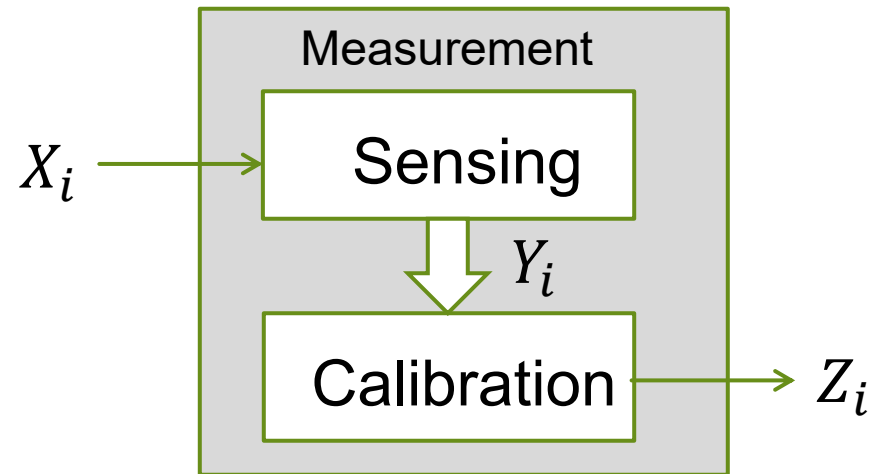 Measurement
Sensing
X_i
Y_i
Calibration
Z_i